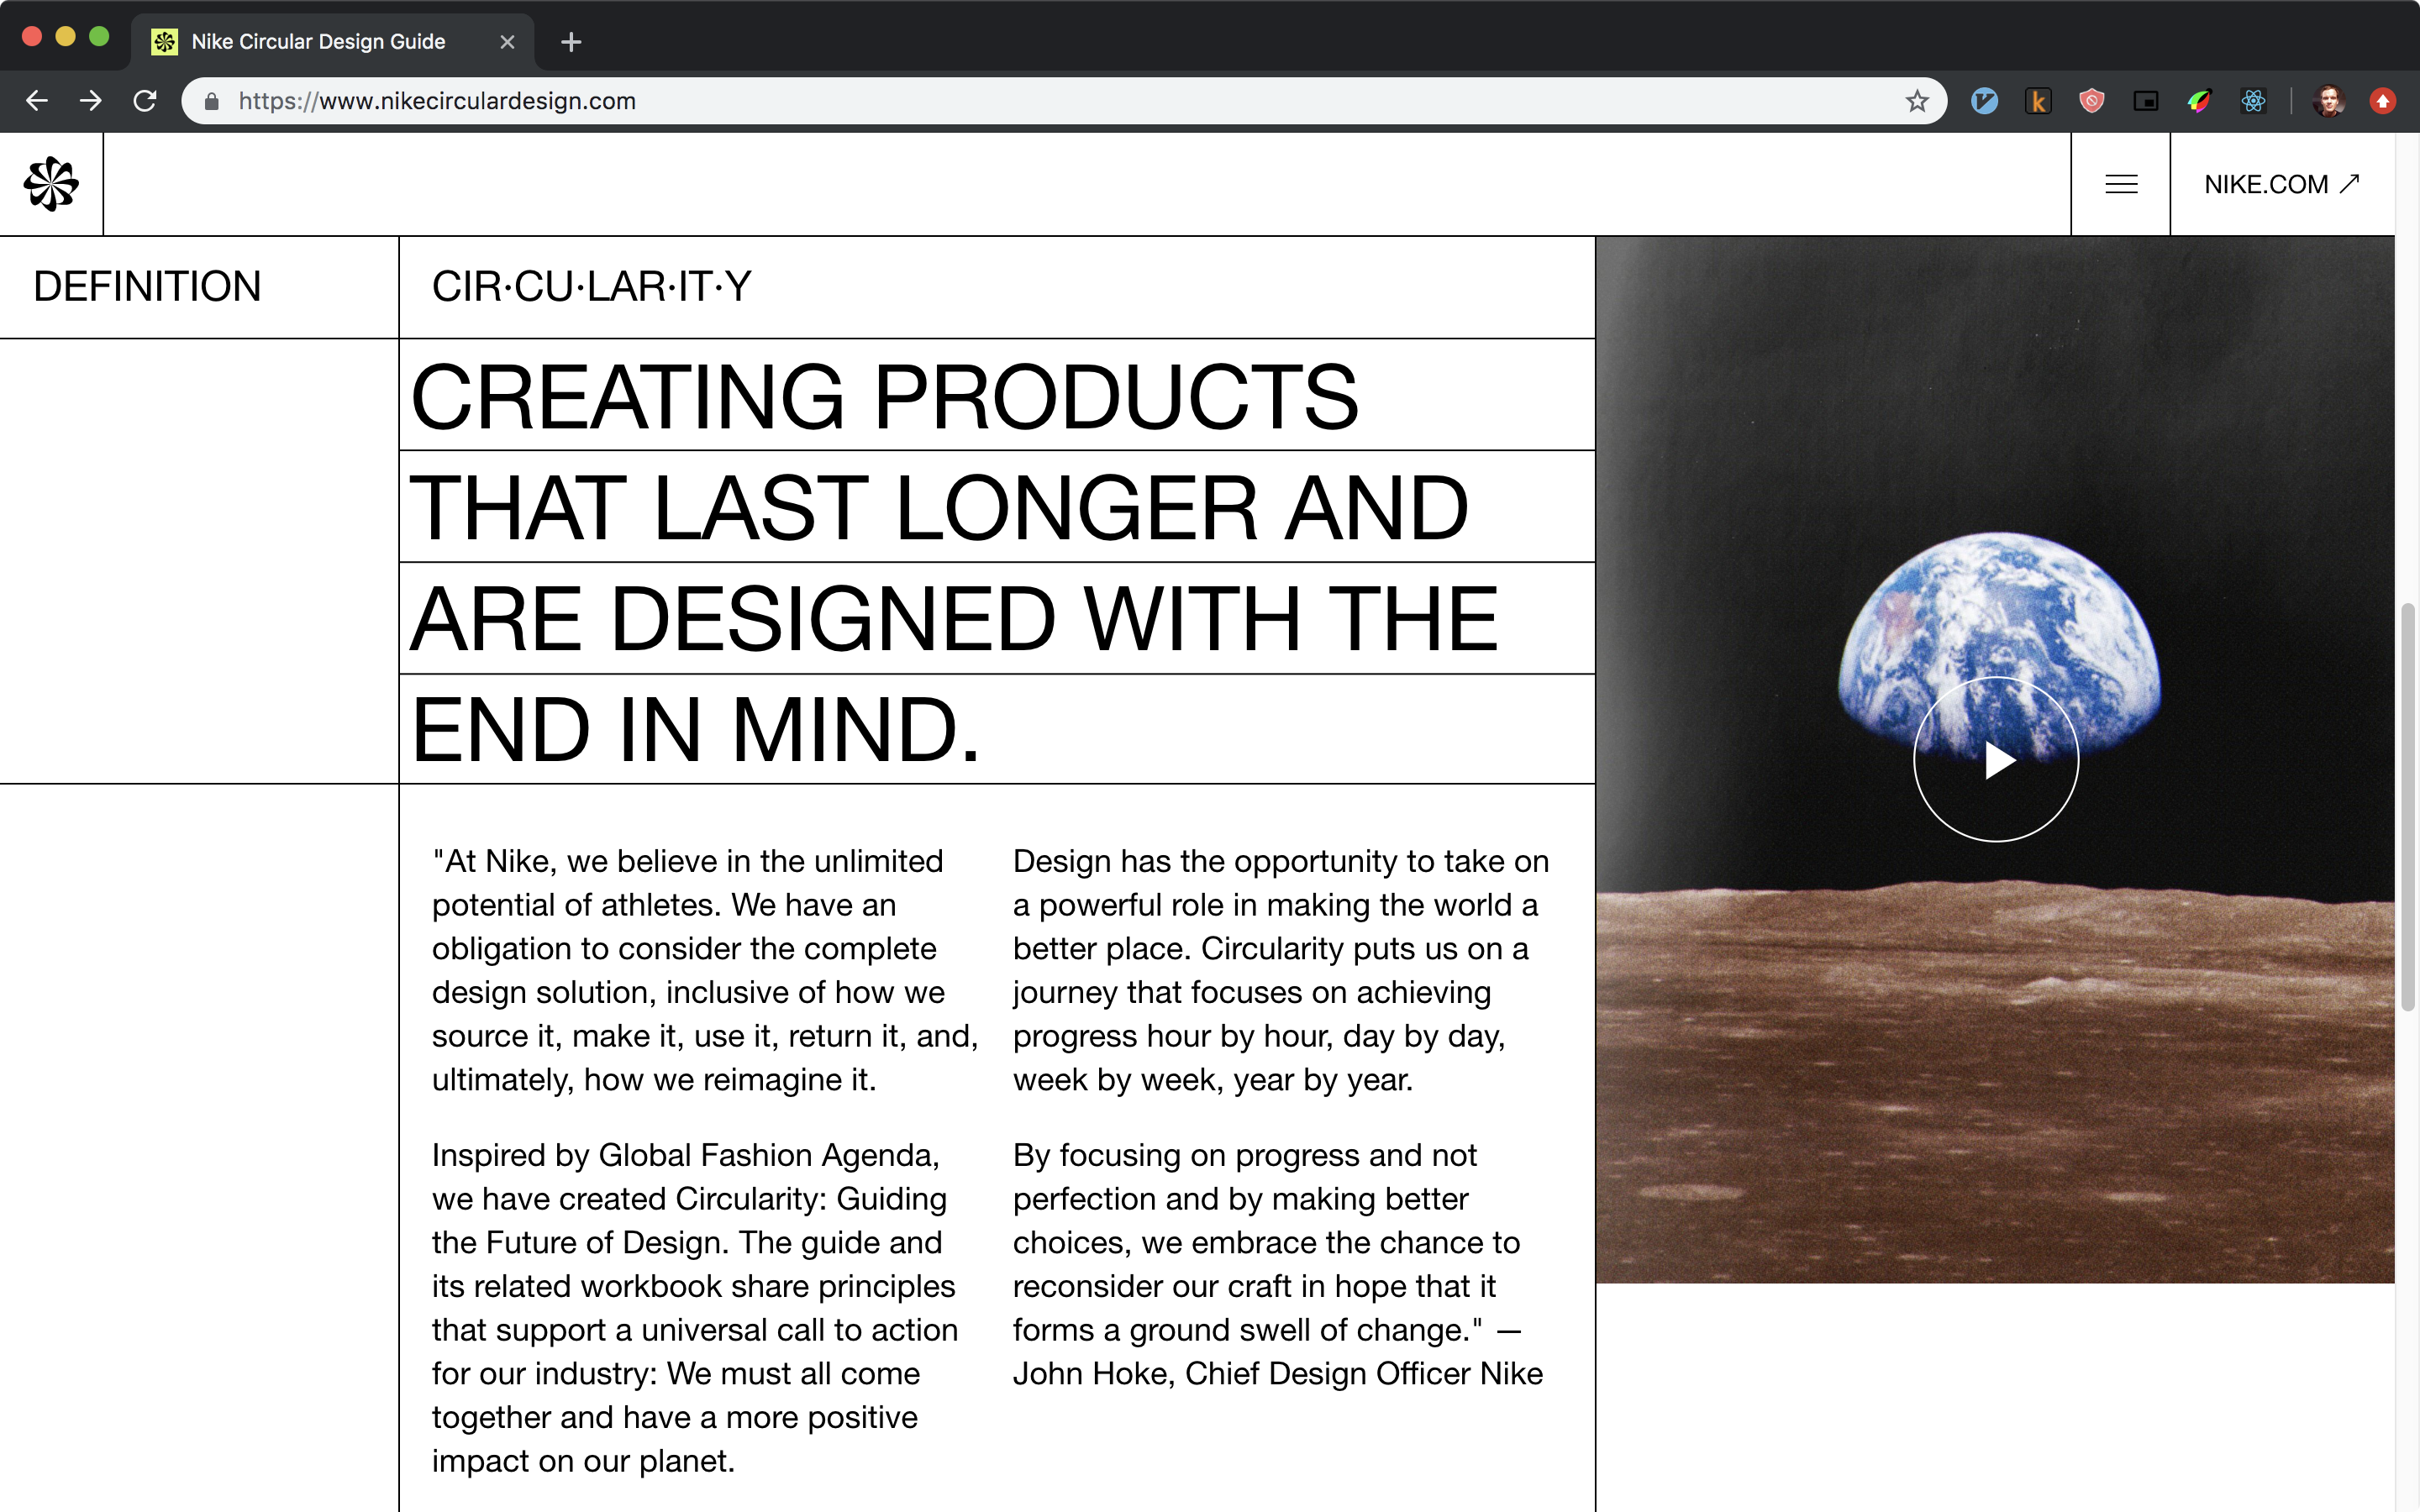 Nike Circular Design Guide
https://www.nikecirculardesign.com
NIKE.COM ↗
DEFINITION
CIR·CU·LAR·IT·Y
CREATING PRODUCTS
THAT LAST LONGER AND
ARE DESIGNED WITH THE
END IN MIND.
"At Nike, we believe in the unlimited
potential of athletes. We have an
obligation to consider the complete
design solution, inclusive of how we
source it, make it, use it, return it, and,
ultimately, how we reimagine it.
Inspired by Global Fashion Agenda,
we have created Circularity: Guiding
the Future of Design. The guide and
its related workbook share principles
that support a universal call to action
for our industry: We must all come
together and have a more positive
impact on our planet.
Design has the opportunity to take on
a powerful role in making the world a
better place. Circularity puts us on a
journey that focuses on achieving
progress hour by hour, day by day,
week by week, year by year.
By focusing on progress and not
perfection and by making better
choices, we embrace the chance to
reconsider our craft in hope that it
forms a ground swell of change." —
John Hoke, Chief Design Officer Nike